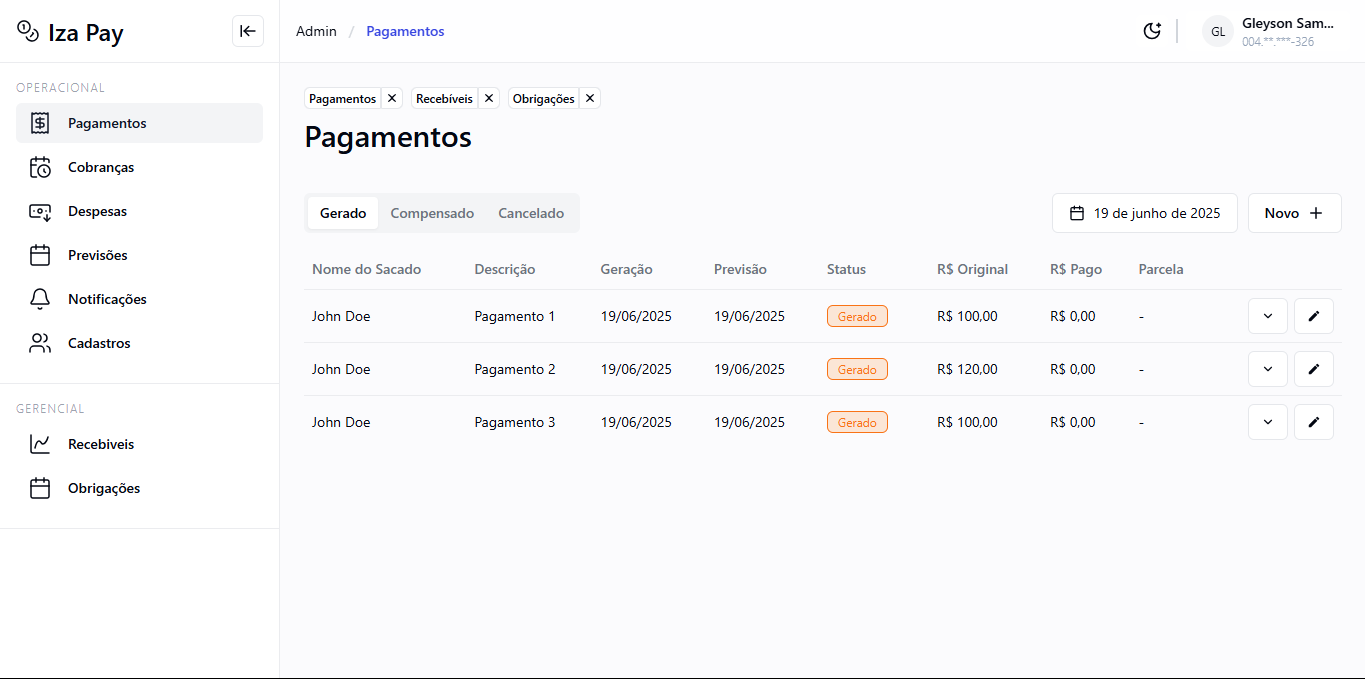 Iza Pay
Admin / Pagamentos
GL
Gleyson Sam...
004.**.***-326
OPERACIONAL
Pagamentos
Cobranças
Despesas
Previsões
Notificações
Cadastros
GERENCIAL
Recebiveis
Obrigações
Pagamentos Recebíveis Obrigações
Pagamentos
Gerado Compensado Cancelado
19 de junho de 2025
Novo
Nome do Sacado Descrição Geração Previsão Status R$ Original R$ Pago Parcela
John Doe Pagamento 1 19/06/2025 19/06/2025 Gerado R$ 100,00 R$ 0,00 -
John Doe Pagamento 2 19/06/2025 19/06/2025 Gerado R$ 120,00 R$ 0,00 -
John Doe Pagamento 3 19/06/2025 19/06/2025 Gerado R$ 100,00 R$ 0,00 -